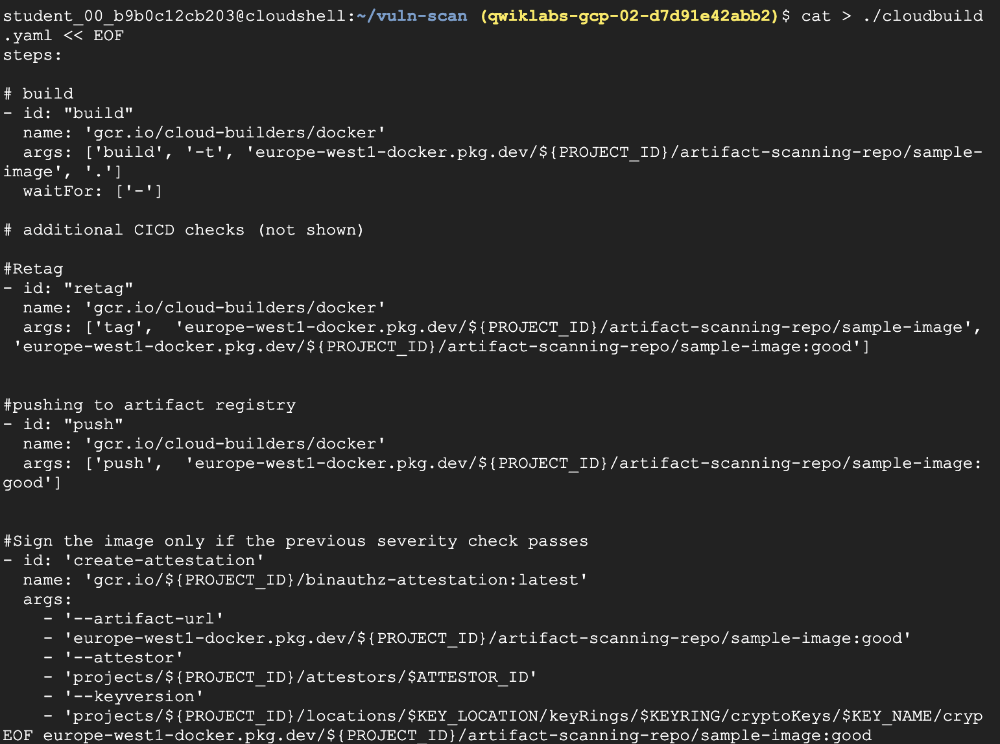 student_00_b9b0c12cb203@cloudshell:~/vuln-scan (qwiklabs-gcp-02-d7d91e42abb2)$ cat > ./cloudbuild
.yaml << EOF
steps:

# build
- id: "build"
  name: 'gcr.io/cloud-builders/docker'
  args: ['build', '-t', 'europe-west1-docker.pkg.dev/${PROJECT_ID}/artifact-scanning-repo/sample-
image', '.']
  waitFor: ['-']

# additional CICD checks (not shown)

#Retag
- id: "retag"
  name: 'gcr.io/cloud-builders/docker'
  args: ['tag',  'europe-west1-docker.pkg.dev/${PROJECT_ID}/artifact-scanning-repo/sample-image',
 'europe-west1-docker.pkg.dev/${PROJECT_ID}/artifact-scanning-repo/sample-image:good']


#pushing to artifact registry
- id: "push"
  name: 'gcr.io/cloud-builders/docker'
  args: ['push',  'europe-west1-docker.pkg.dev/${PROJECT_ID}/artifact-scanning-repo/sample-image:
good']


#Sign the image only if the previous severity check passes
- id: 'create-attestation'
  name: 'gcr.io/${PROJECT_ID}/binauthz-attestation:latest'
  args:
    - '--artifact-url'
    - 'europe-west1-docker.pkg.dev/${PROJECT_ID}/artifact-scanning-repo/sample-image:good'
    - '--attestor'
    - 'projects/${PROJECT_ID}/attestors/$ATTESTOR_ID'
    - '--keyversion'
    - 'projects/${PROJECT_ID}/locations/$KEY_LOCATION/keyRings/$KEYRING/cryptoKeys/$KEY_NAME/cryp
EOF europe-west1-docker.pkg.dev/${PROJECT_ID}/artifact-scanning-repo/sample-image:good